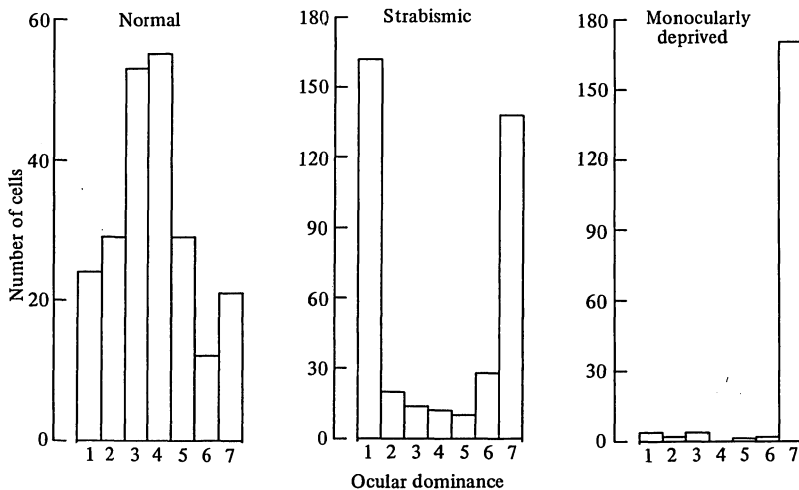 Normal
60
40
20
0
1 2 3 4 5 6 7
Number of cells
Strabismic
180
150
120
90
60
30
0
1 2 3 4 5 6 7
Ocular dominance
Monocularly
deprived
180
150
120
90
60
30
0
1 2 3 4 5 6 7